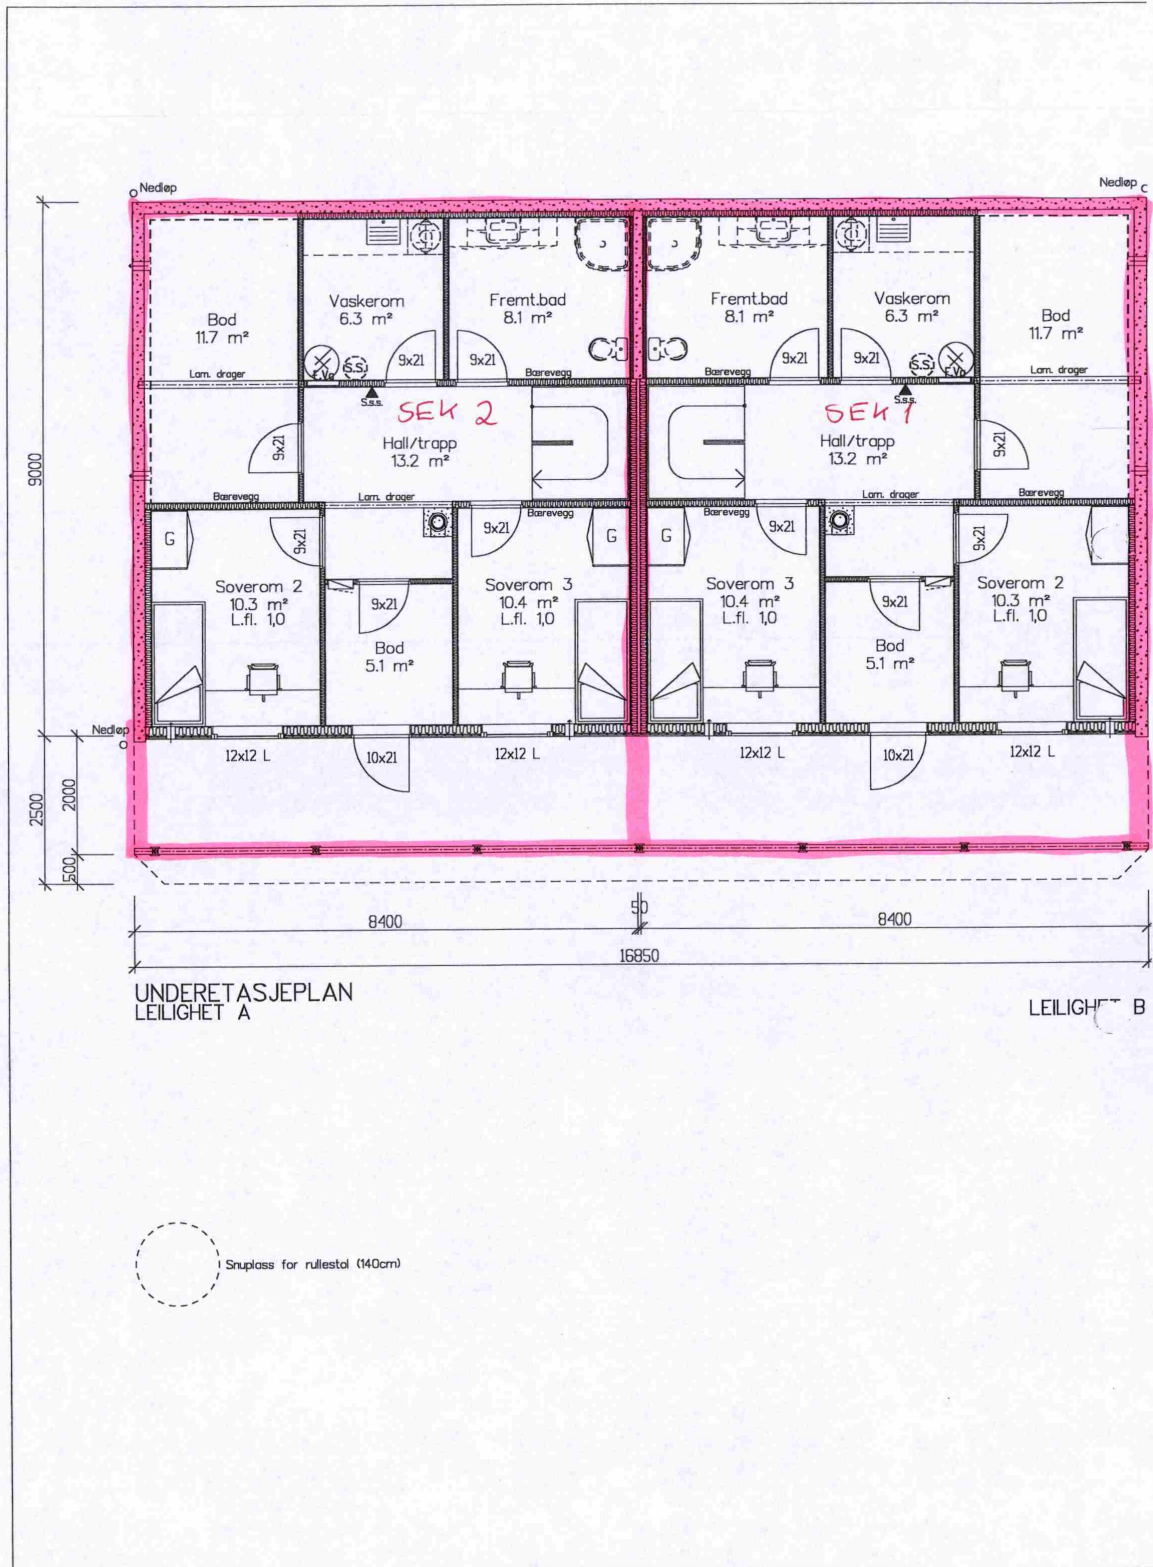 Nedløp
Nedløp
Vaskerom
6.3 m²
Fremt.bad
8.1 m²
Fremt.bad
8.1 m²
Vaskerom
6.3 m²
Bod
11.7 m²
Bod
11.7 m²
9x21
9x21
9x21
9x21
S.S.
S.S.
F.Vg
F.Vg
Lam. drager
Bærevegg
Bærevegg
Lam. drager
S.s.s.
S.s.s.
SEK 2
SEK 1
Hall/trapp
13.2 m²
Hall/trapp
13.2 m²
9x21
9x21
9000
Bærevegg
Lam. drager
Bærevegg
Bærevegg
Lam. drager
Bærevegg
G
9x21
9x21
G
G
9x21
9x21
Soverom 2
10.3 m²
L.fl. 1,0
Soverom 3
10.4 m²
L.fl. 1,0
Soverom 3
10.4 m²
L.fl. 1,0
Soverom 2
10.3 m²
L.fl. 1,0
9x21
9x21
Bod
5.1 m²
Bod
5.1 m²
Nedløp
12x12 L
10x21
12x12 L
12x12 L
10x21
12x12 L
2500
2000
500
8400
50
8400
16850
UNDERETASJEPLAN
LEILIGHET A
LEILIGHET B
Snuplass for rullestol (140cm)